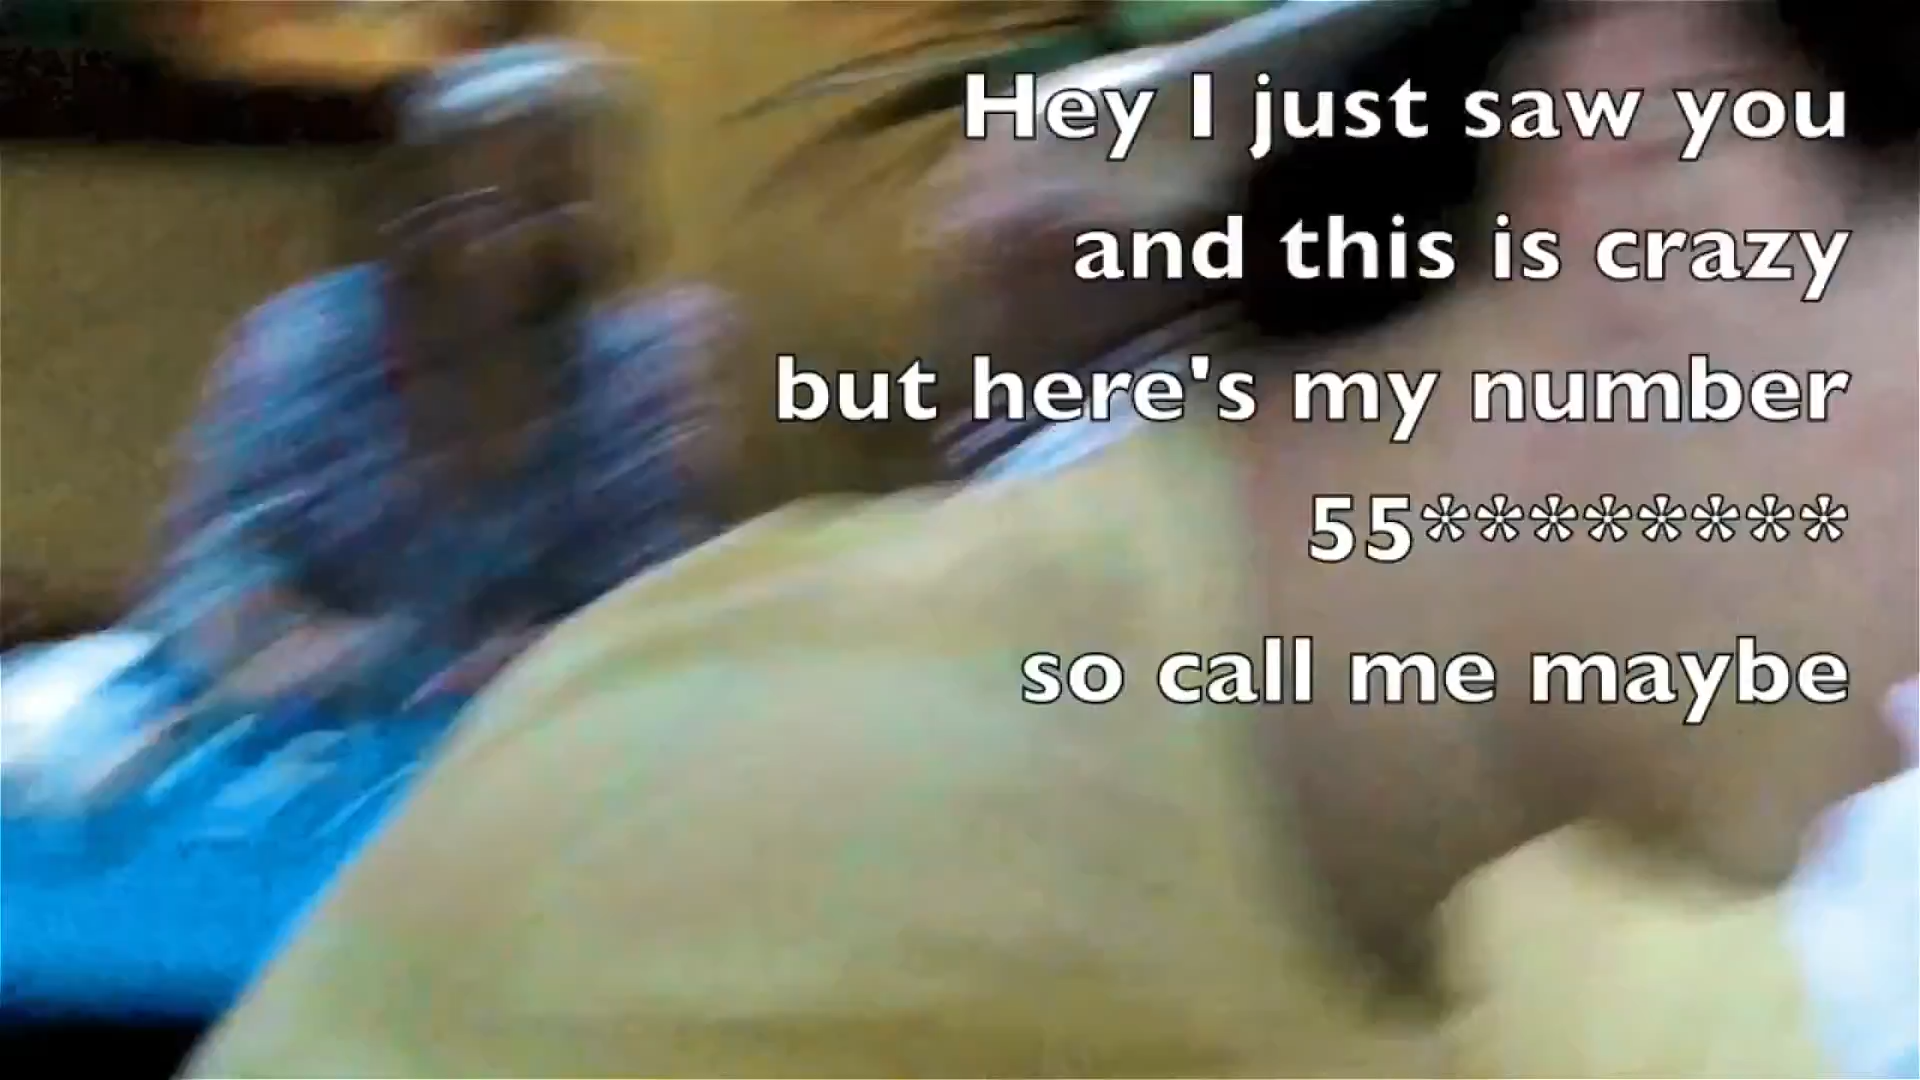 Hey I just saw you
and this is crazy
but here's my number
55********
so call me maybe